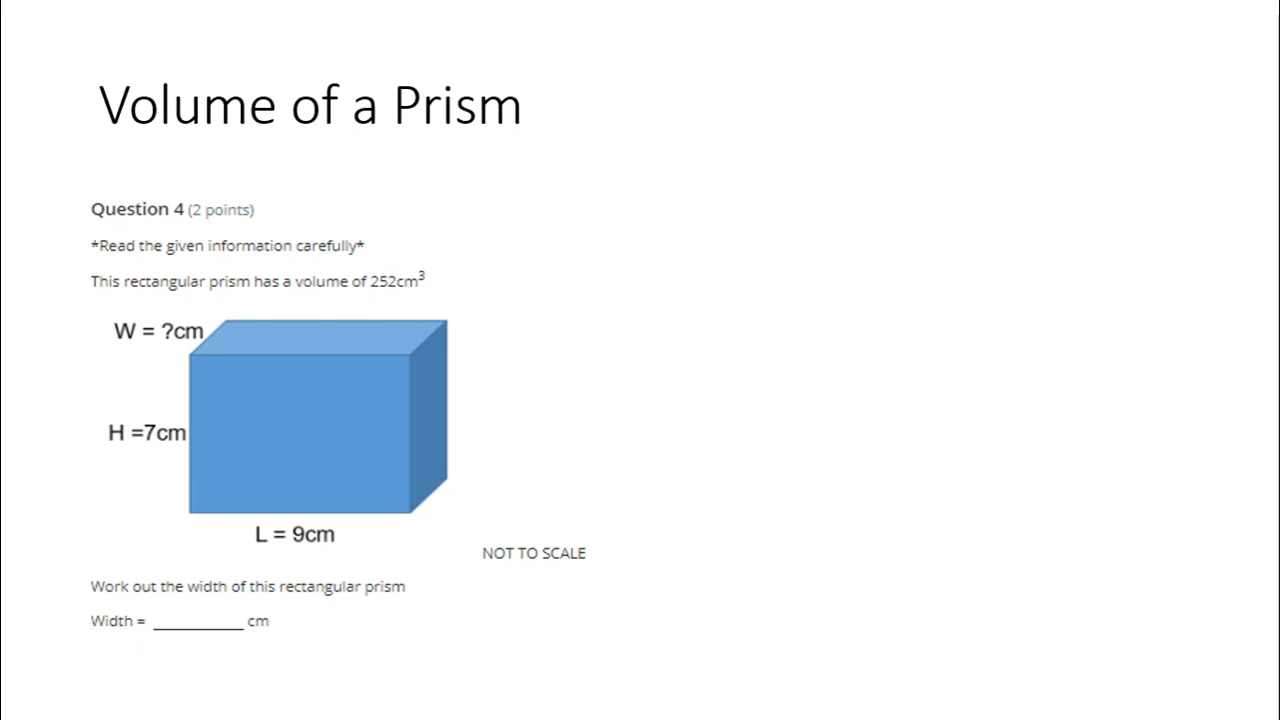 Volume of a Prism
Question 4 (2 points)
*Read the given information carefully*
This rectangular prism has a volume of 252cm³
W = ?cm
H =7cm
L = 9cm
NOT TO SCALE
Work out the width of this rectangular prism
Width = __________ cm